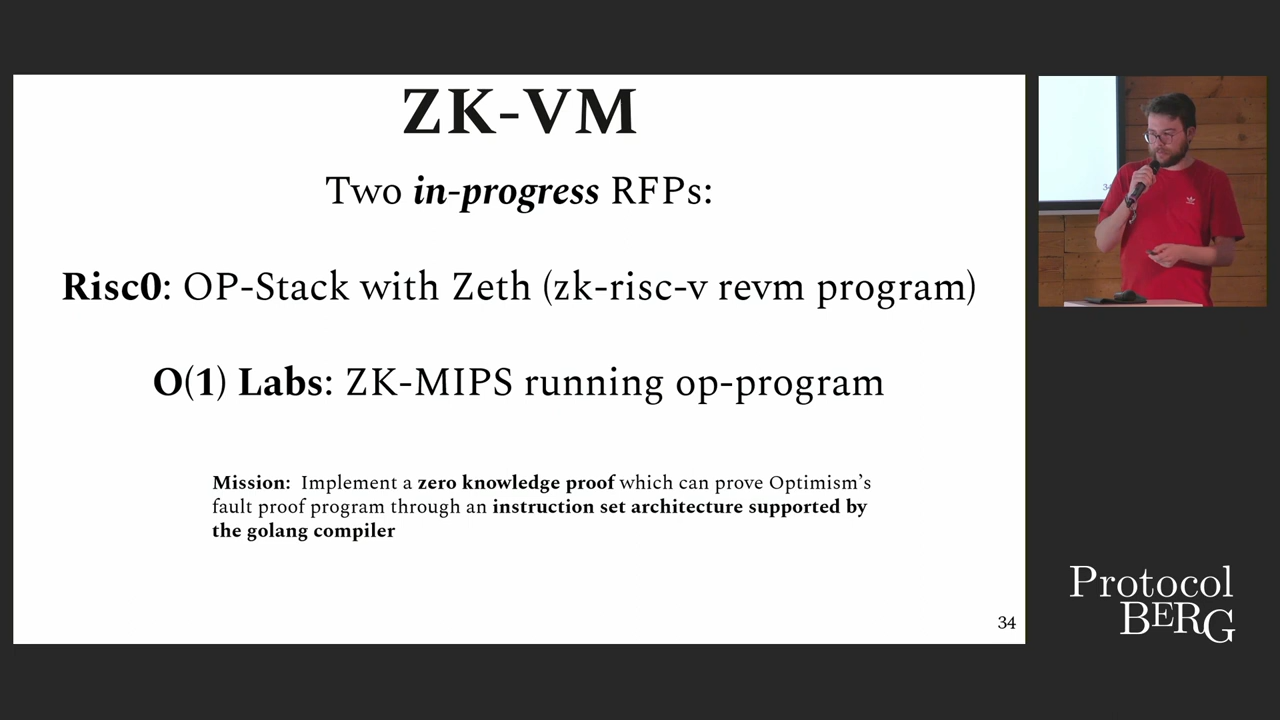 ZK-VM
Two in-progress RFPs:
Risc0: OP-Stack with Zeth (zk-risc-v revm program)
O(1) Labs: ZK-MIPS running op-program
Mission: Implement a zero knowledge proof which can prove Optimism's
fault proof program through an instruction set architecture supported by
the golang compiler
34
34
Protocol
BERG